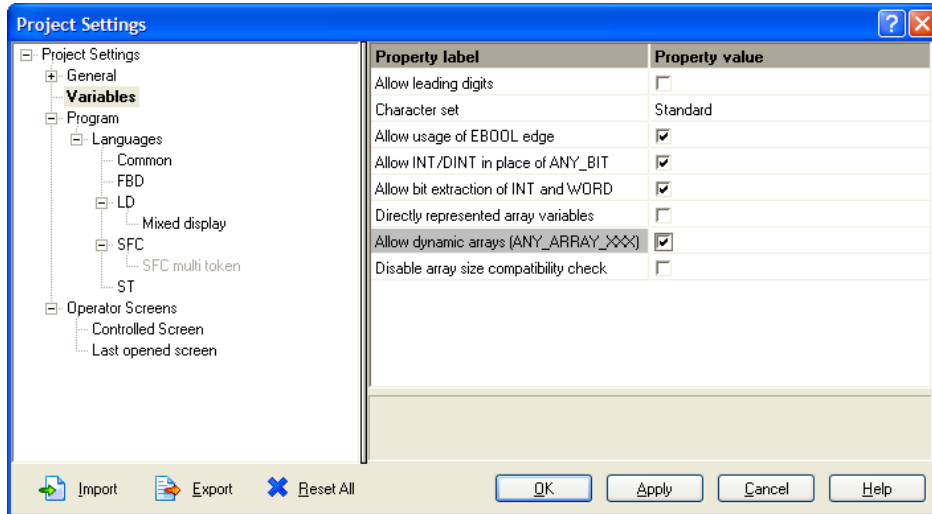 Project Settings
Project Settings
General
Variables
Program
Languages
Common
FBD
LD
Mixed display
SFC
SFC multi token
ST
Operator Screens
Controlled Screen
Last opened screen
Property label Property value
Allow leading digits
Character set Standard
Allow usage of EBOOL edge
Allow INT/DINT in place of ANY_BIT
Allow bit extraction of INT and WORD
Directly represented array variables
Allow dynamic arrays (ANY_ARRAY_XXX)
Disable array size compatibility check
Import Export Reset All OK Apply Cancel Help